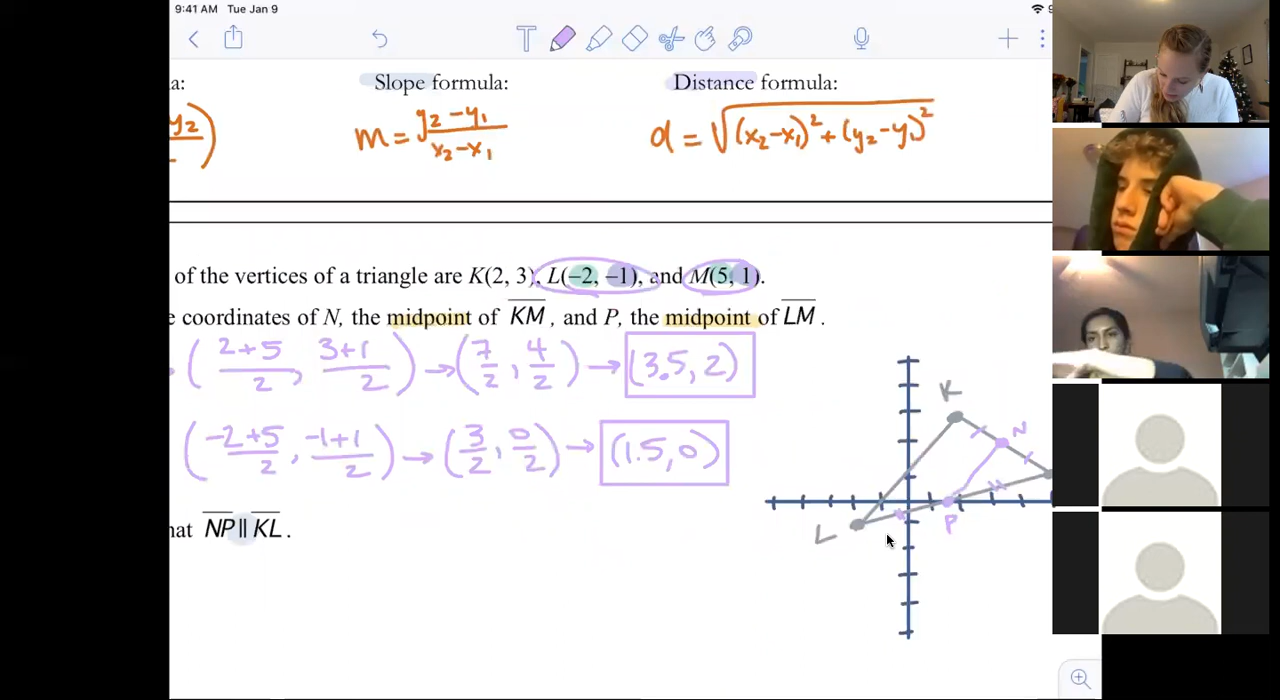 9:41 AM Tue Jan 9
a:
Slope formula:
Distance formula:
y2)
m = y2-y1 / x2-x1
d = √(x2-x1)² + (y2-y1)²
of the vertices of a triangle are K(2, 3), L(−2, −1), and M(5, 1).
e coordinates of N, the midpoint of KM, and P, the midpoint of LM.
(2+5/2, 3+1/2) → (7/2, 4/2) → (3.5, 2)
(-2+5/2, -1+1/2) → (3/2, 0/2) → (1.5, 0)
K
N
P
L
hat NP ∥ KL.